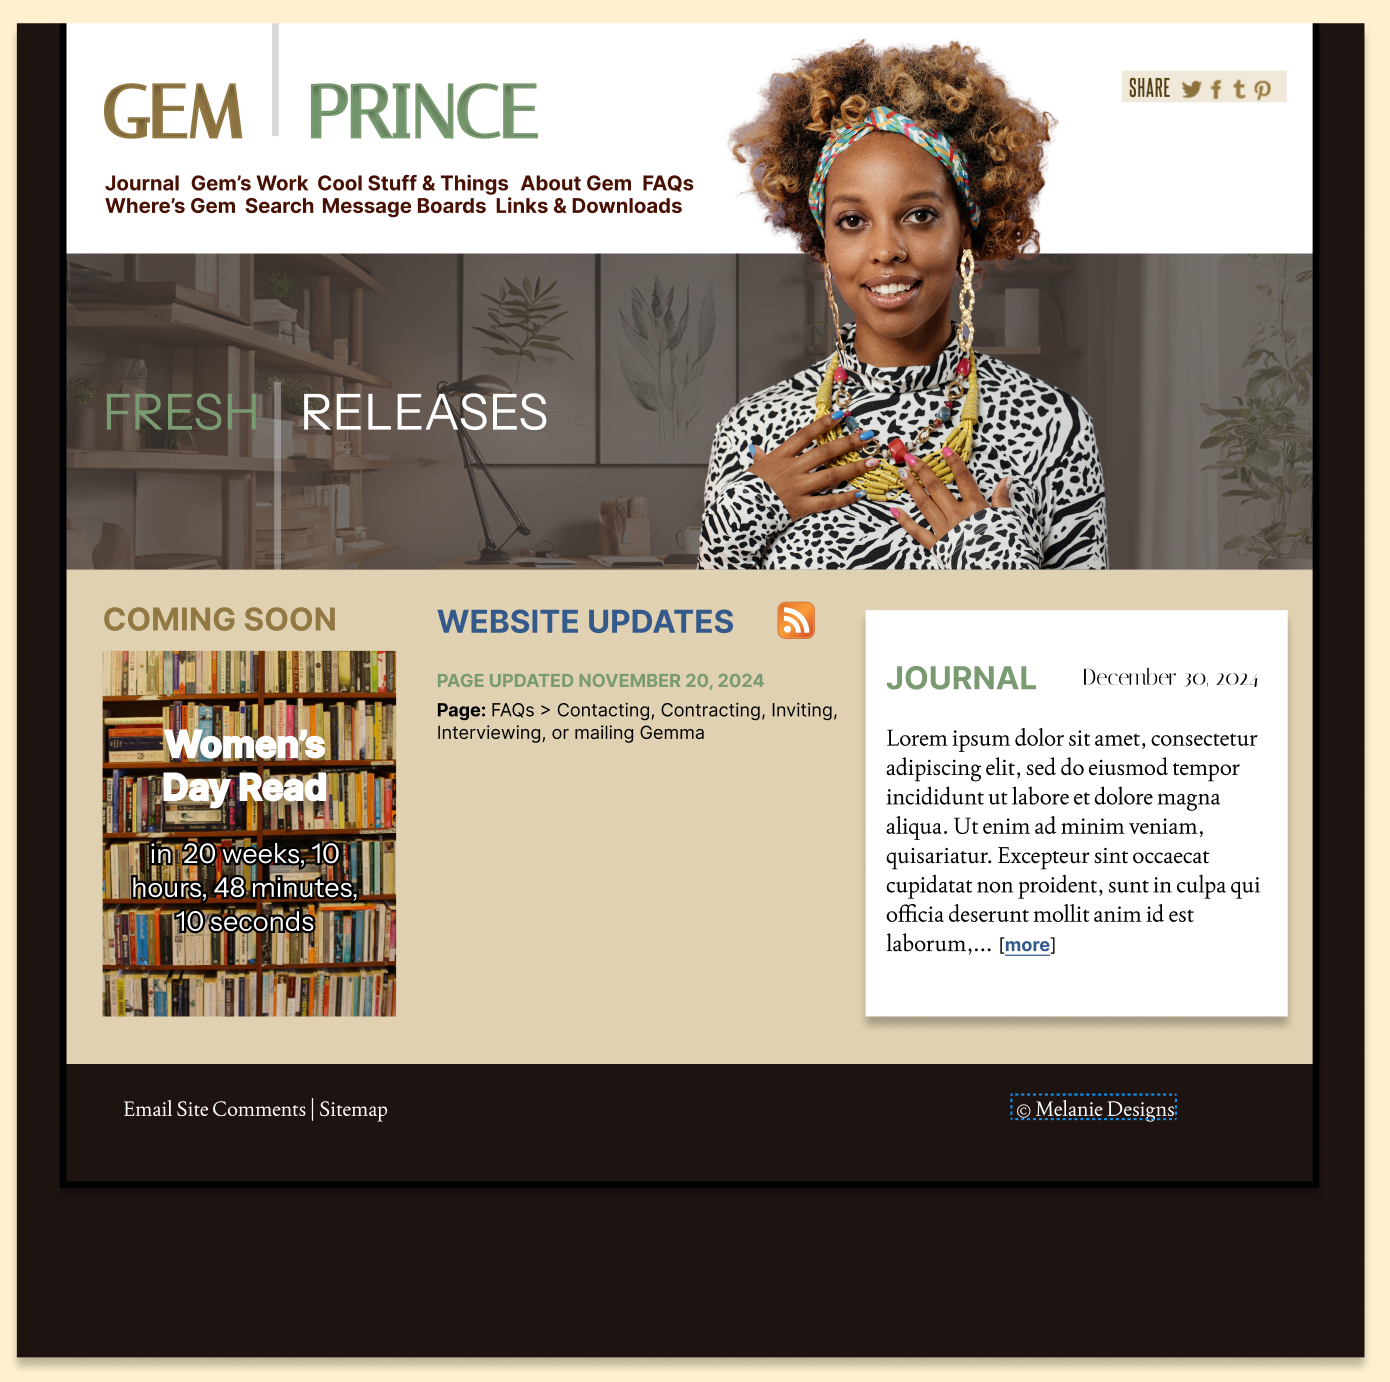 GEM PRINCE
SHARE
Journal Gem's Work Cool Stuff & Things About Gem FAQs
Where's Gem Search Message Boards Links & Downloads
FRESH RELEASES
COMING SOON
Women's
Day Read
in 20 weeks, 10
hours, 48 minutes,
10 seconds
WEBSITE UPDATES
PAGE UPDATED NOVEMBER 20, 2024
Page: FAQs > Contacting, Contracting, Inviting,
Interviewing, or mailing Gemma
JOURNAL December 30, 2024
Lorem ipsum dolor sit amet, consectetur
adipiscing elit, sed do eiusmod tempor
incididunt ut labore et dolore magna
aliqua. Ut enim ad minim veniam,
quisariatur. Excepteur sint occaecat
cupidatat non proident, sunt in culpa qui
officia deserunt mollit anim id est
laborum,... [more]
Email Site Comments | Sitemap
© Melanie Designs